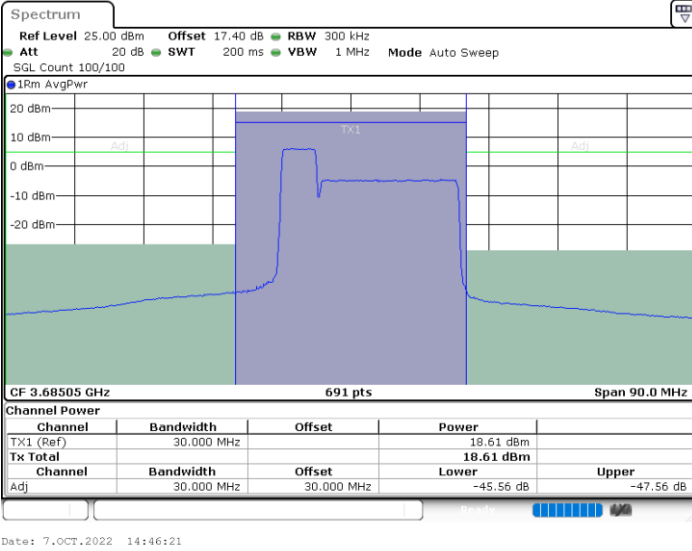 Spectrum
Ref Level 25.00 dBm Offset 17.40 dB RBW 300 kHz
Att 20 dB SWT 200 ms VBW 1 MHz Mode Auto Sweep
SGL Count 100/100
1Rm AvgPwr
20 dBm
TX1
10 dBm
Adj Adj
0 dBm
-10 dBm
-20 dBm
CF 3.68505 GHz 691 pts Span 90.0 MHz
Channel Power
Channel Bandwidth Offset Power
TX1 (Ref) 30.000 MHz 18.61 dBm
Tx Total 18.61 dBm
Channel Bandwidth Offset Lower Upper
Adj 30.000 MHz 30.000 MHz -45.56 dB -47.56 dB
Ready
Date: 7.OCT.2022 14:46:21